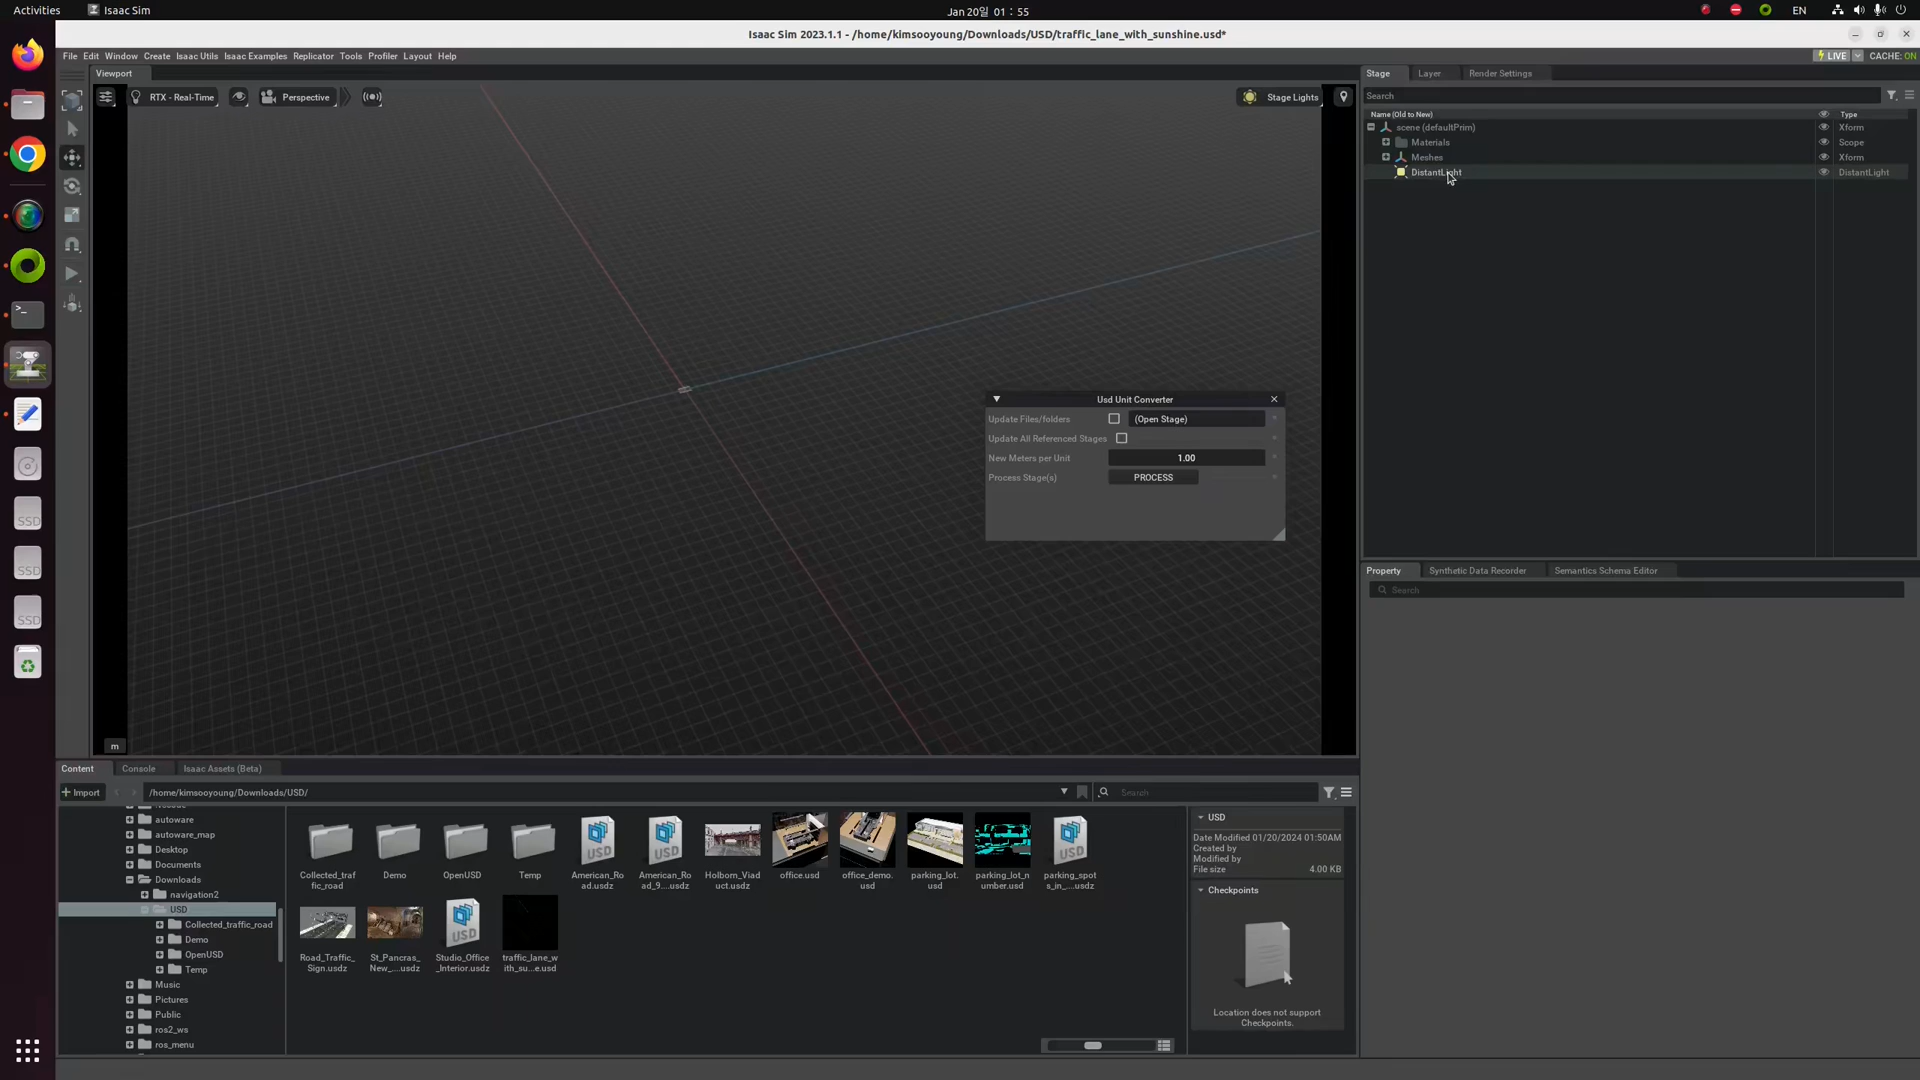 Activities
Isaac Sim
Jan 20일 01 : 55
EN
Isaac Sim 2023.1.1 - /home/kimsooyoung/Downloads/USD/traffic_lane_with_sunshine.usd*
File Edit Window Create Isaac Utils Isaac Examples Replicator Tools Profiler Layout Help
LIVE
CACHE: ON
Viewport
RTX - Real-Time
Perspective
Stage Lights
m
Stage
Layer
Render Settings
Search
Name (Old to New)
Type
scene (defaultPrim)
Xform
Materials
Scope
Meshes
Xform
DistantLight
DistantLight
Usd Unit Converter
Update Files/folders
(Open Stage)
Update All Referenced Stages
New Meters per Unit
1.00
Process Stage(s)
PROCESS
Property
Synthetic Data Recorder
Semantics Schema Editor
Search
Content
Console
Isaac Assets (Beta)
Import
/home/kimsooyoung/Downloads/USD/
Search
autoware
autoware_map
Desktop
Documents
Downloads
navigation2
USD
Collected_traffic_road
Demo
OpenUSD
Temp
Music
Pictures
Public
ros2_ws
ros_menu
Collected_traf
fic_road
Demo
OpenUSD
Temp
USD
American_Ro
ad.usdz
USD
American_Ro
ad_9....usdz
Holborn_Viad
uct.usdz
office.usd
office_demo.
usd
parking_lot.
usd
parking_lot_n
umber.usd
USD
parking_spot
s_in_....usdz
Road_Traffic_
Sign.usdz
St_Pancras_
New_....usdz
USD
Studio_Office
_Interior.usdz
traffic_lane_w
ith_su...e.usd
USD
Date Modified 01/20/2024 01:50AM
Created by
Modified by
File size
4.00 KB
Checkpoints
Location does not support
Checkpoints.
SSD
SSD
SSD